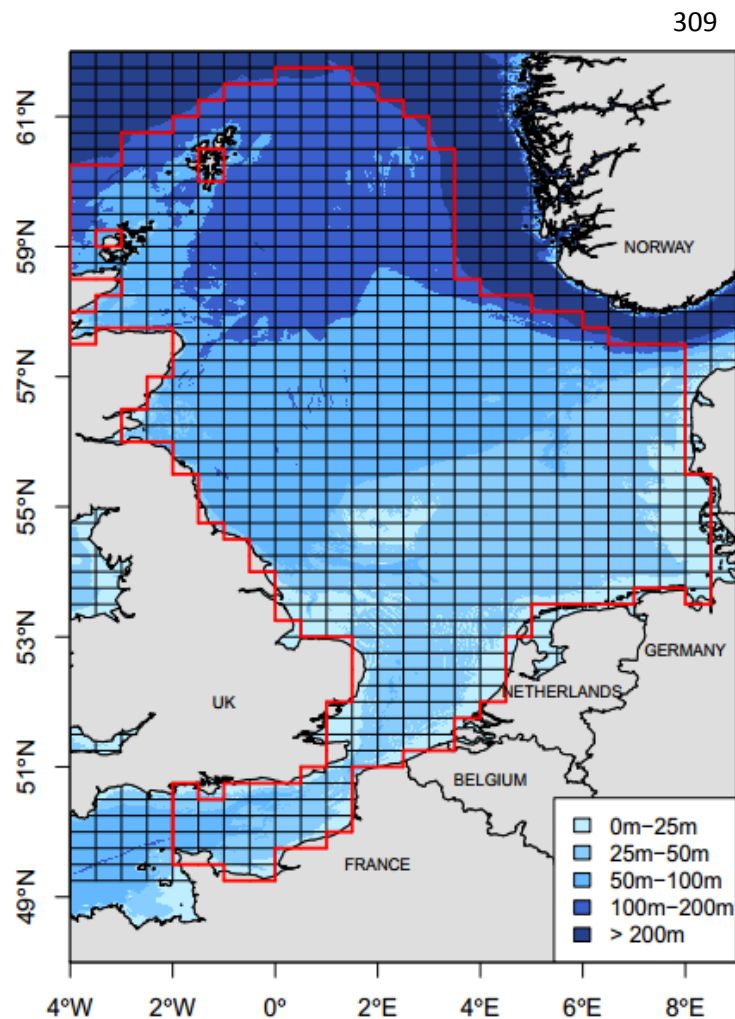 309
61°N
59°N
NORWAY
57°N
55°N
53°N
GERMANY
NETHERLANDS
UK
51°N
BELGIUM
0m−25m
25m−50m
FRANCE
50m−100m
49°N
100m−200m
> 200m
4°W 2°W 0° 2°E 4°E 6°E 8°E